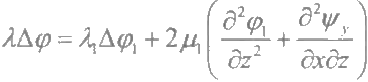 λΔφ = λ₁Δφ₁ + 2μ₁(∂²φ₁/∂z² + ∂²ψ_y/∂x∂z)